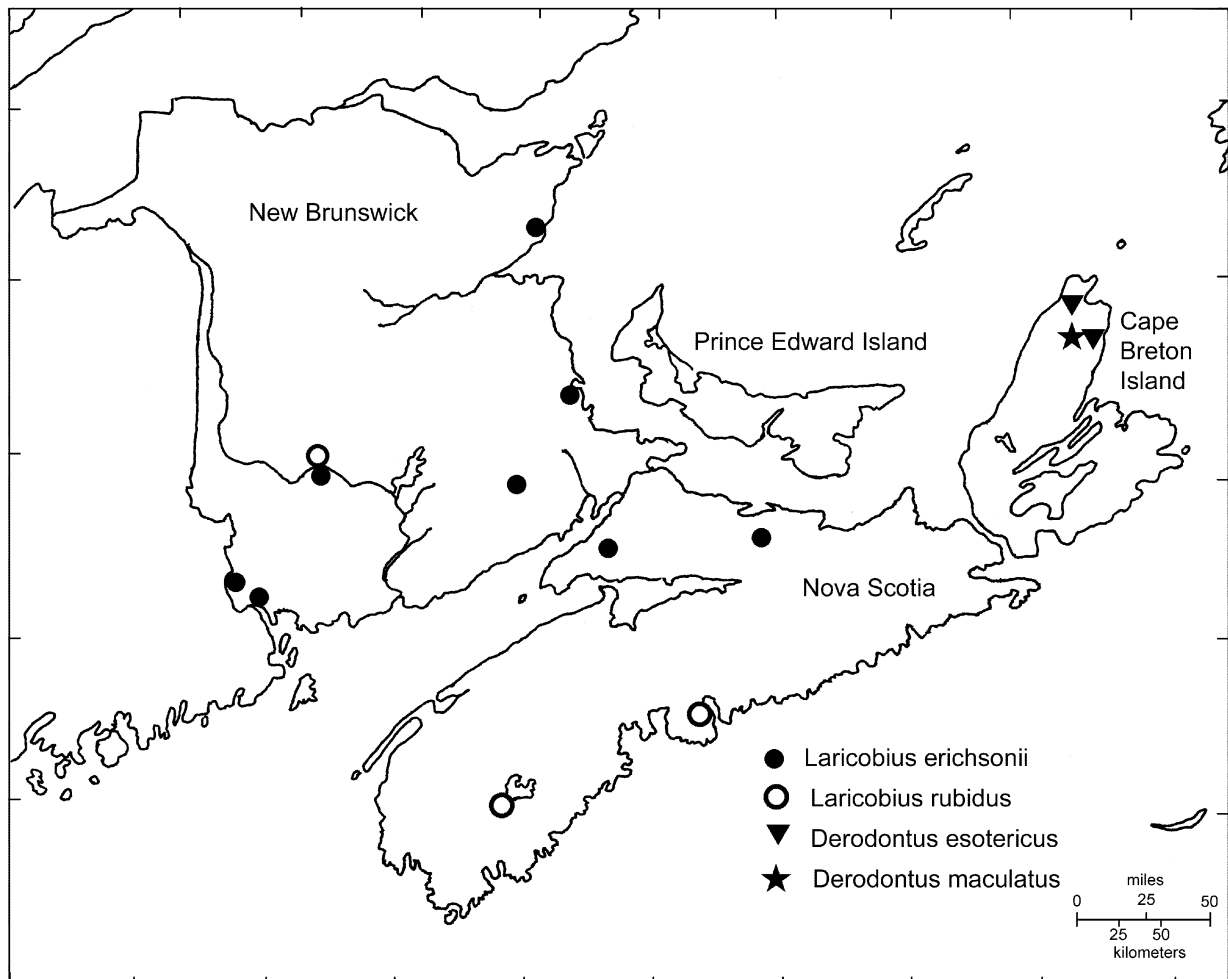 New Brunswick
Prince Edward Island
Cape
Breton
Island
Nova Scotia
Laricobius erichsonii
Laricobius rubidus
Derodontus esotericus
Derodontus maculatus
miles
0 25 50
25 50
kilometers